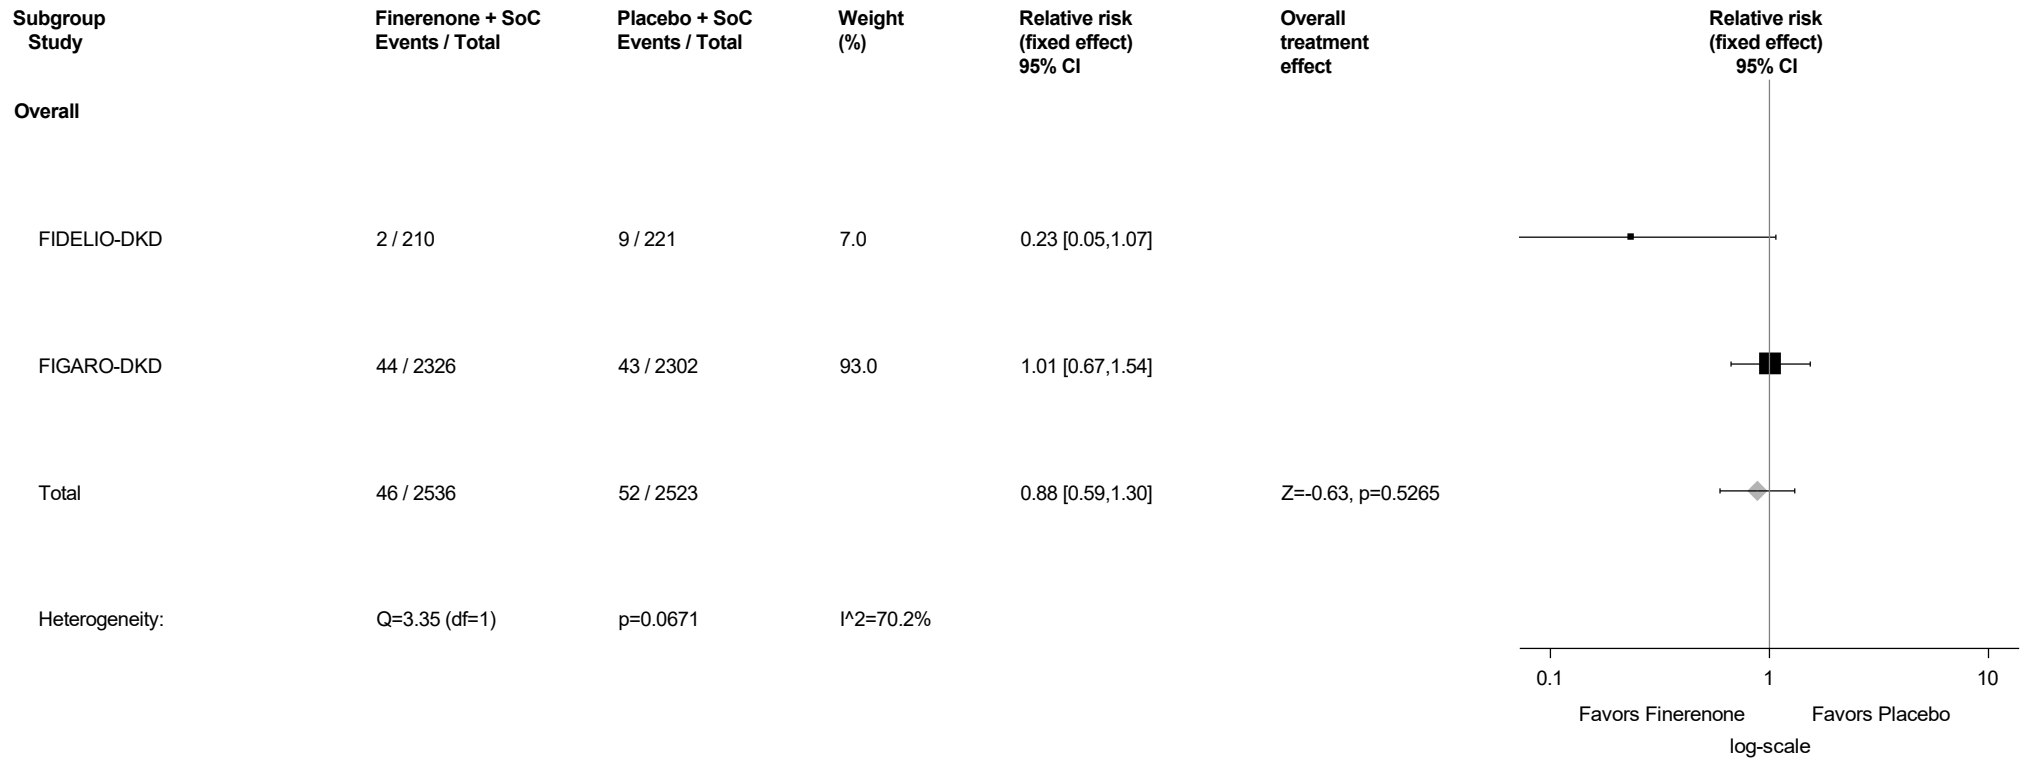 Subgroup Finerenone + SoC Placebo + SoC Weight Relative risk Overall Relative risk
Study Events / Total Events / Total (%) (fixed effect) treatment (fixed effect)
95% CI effect 95% CI
Overall
FIDELIO-DKD 2 / 210 9 / 221 7.0 0.23 [0.05,1.07]
FIGARO-DKD 44 / 2326 43 / 2302 93.0 1.01 [0.67,1.54]
Total 46 / 2536 52 / 2523 0.88 [0.59,1.30] Z=-0.63, p=0.5265
Heterogeneity: Q=3.35 (df=1) p=0.0671 I^2=70.2%
0.1 1 10
Favors Finerenone Favors Placebo
log-scale